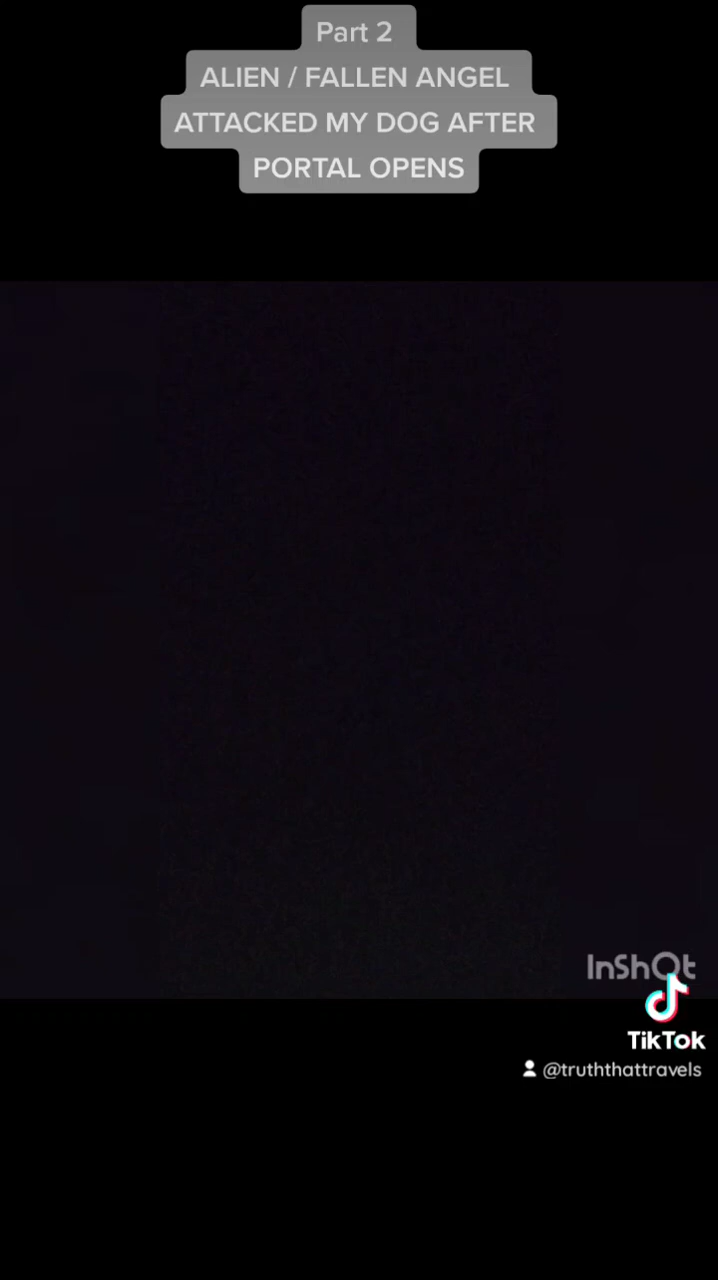 Part 2
ALIEN / FALLEN ANGEL
ATTACKED MY DOG AFTER
PORTAL OPENS
InShOt
TikTok
@truththattravels